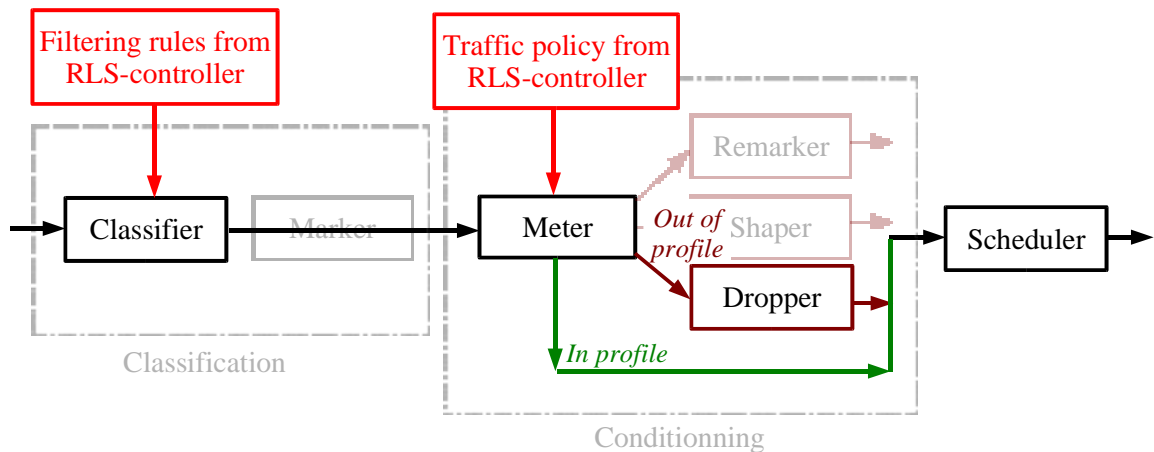 Filtering rules from
RLS-controller
Traffic policy from
RLS-controller
Remarker
Classifier
Marker
Meter
Out of
profile
Shaper
Scheduler
Dropper
In profile
Classification
Conditionning